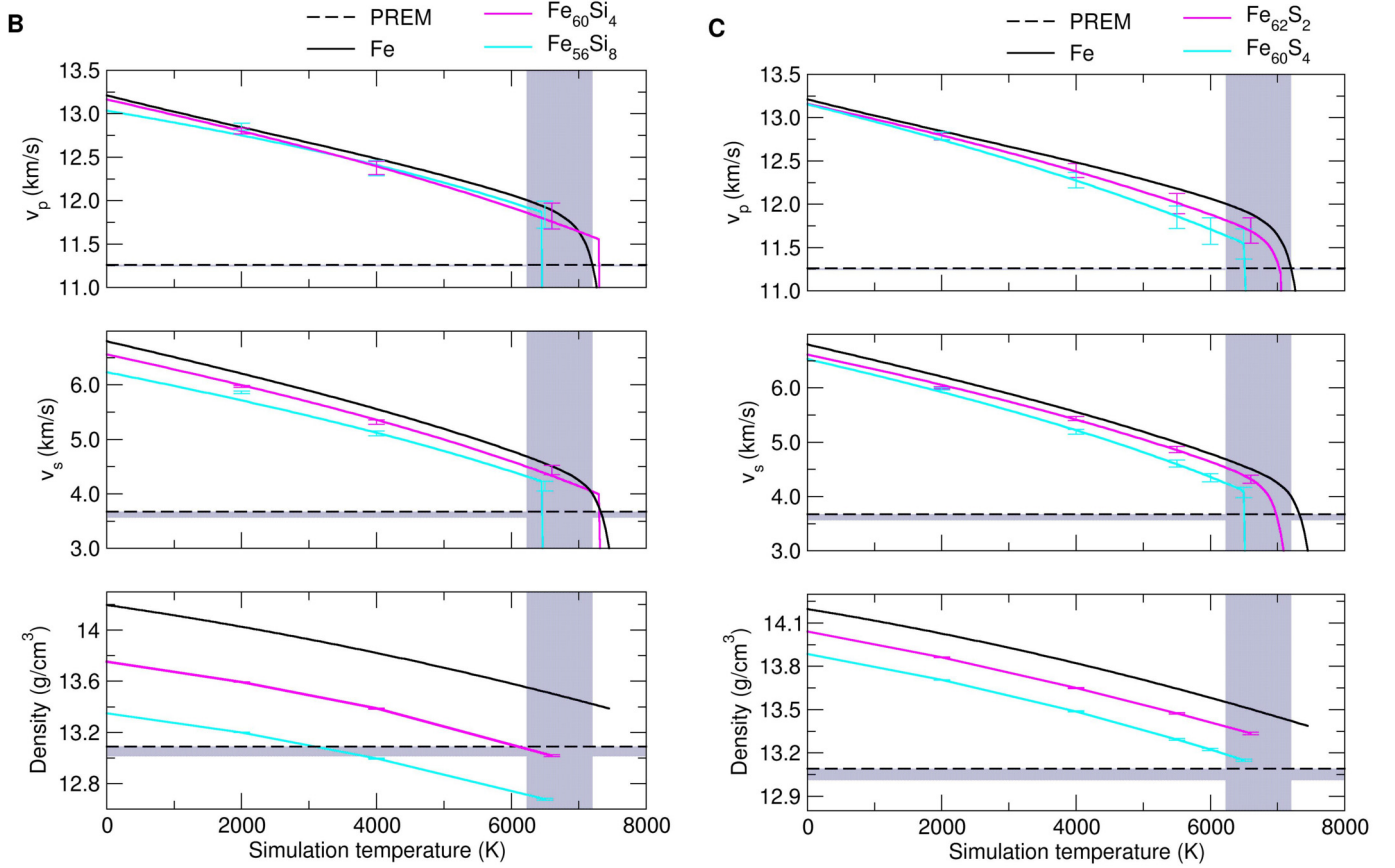 B
PREM
Fe
Fe60Si4
Fe56Si8
13.5
13.0
12.5
12.0
11.5
11.0
vp (km/s)
6.0
5.0
4.0
3.0
vs (km/s)
14
13.6
13.2
12.8
Density (g/cm3)
0 2000 4000 6000 8000
Simulation temperature (K)
C
PREM
Fe
Fe62S2
Fe60S4
13.5
13.0
12.5
12.0
11.5
11.0
vp (km/s)
6.0
5.0
4.0
3.0
vs (km/s)
14.1
13.8
13.5
13.2
12.9
Density (g/cm3)
0 2000 4000 6000 8000
Simulation temperature (K)